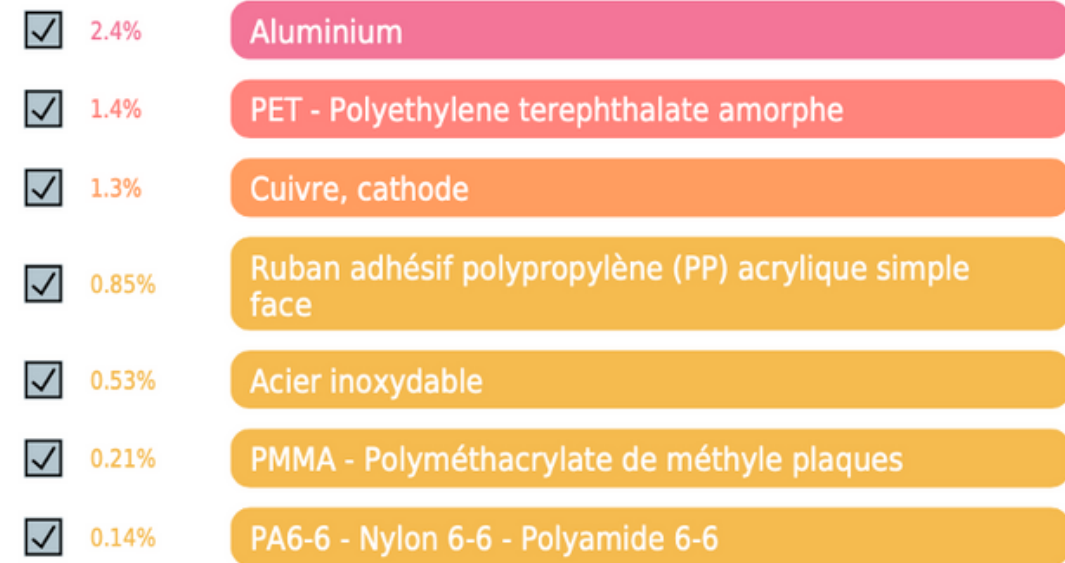 2.4% Aluminium
1.4% PET - Polyethylene terephthalate amorphe
1.3% Cuivre, cathode
0.85% Ruban adhésif polypropylène (PP) acrylique simple
face
0.53% Acier inoxydable
0.21% PMMA - Polyméthacrylate de méthyle plaques
0.14% PA6-6 - Nylon 6-6 - Polyamide 6-6